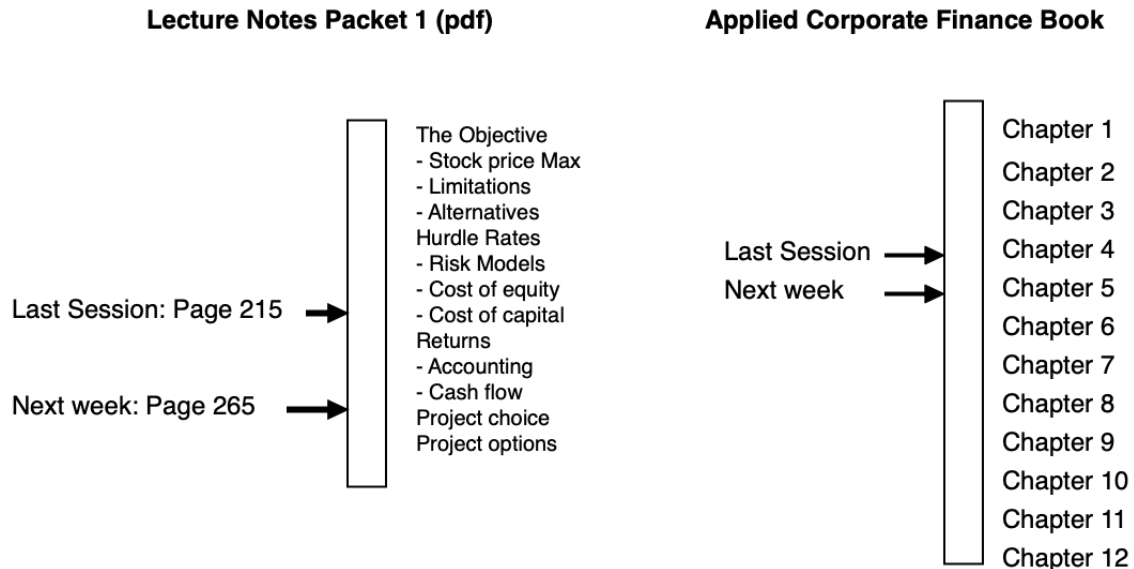 Lecture Notes Packet 1 (pdf)
Applied Corporate Finance Book
The Objective
- Stock price Max
- Limitations
- Alternatives
Hurdle Rates
- Risk Models
- Cost of equity
- Cost of capital
Returns
- Accounting
- Cash flow
Project choice
Project options
Last Session: Page 215
Next week: Page 265
Last Session
Next week
Chapter 1
Chapter 2
Chapter 3
Chapter 4
Chapter 5
Chapter 6
Chapter 7
Chapter 8
Chapter 9
Chapter 10
Chapter 11
Chapter 12